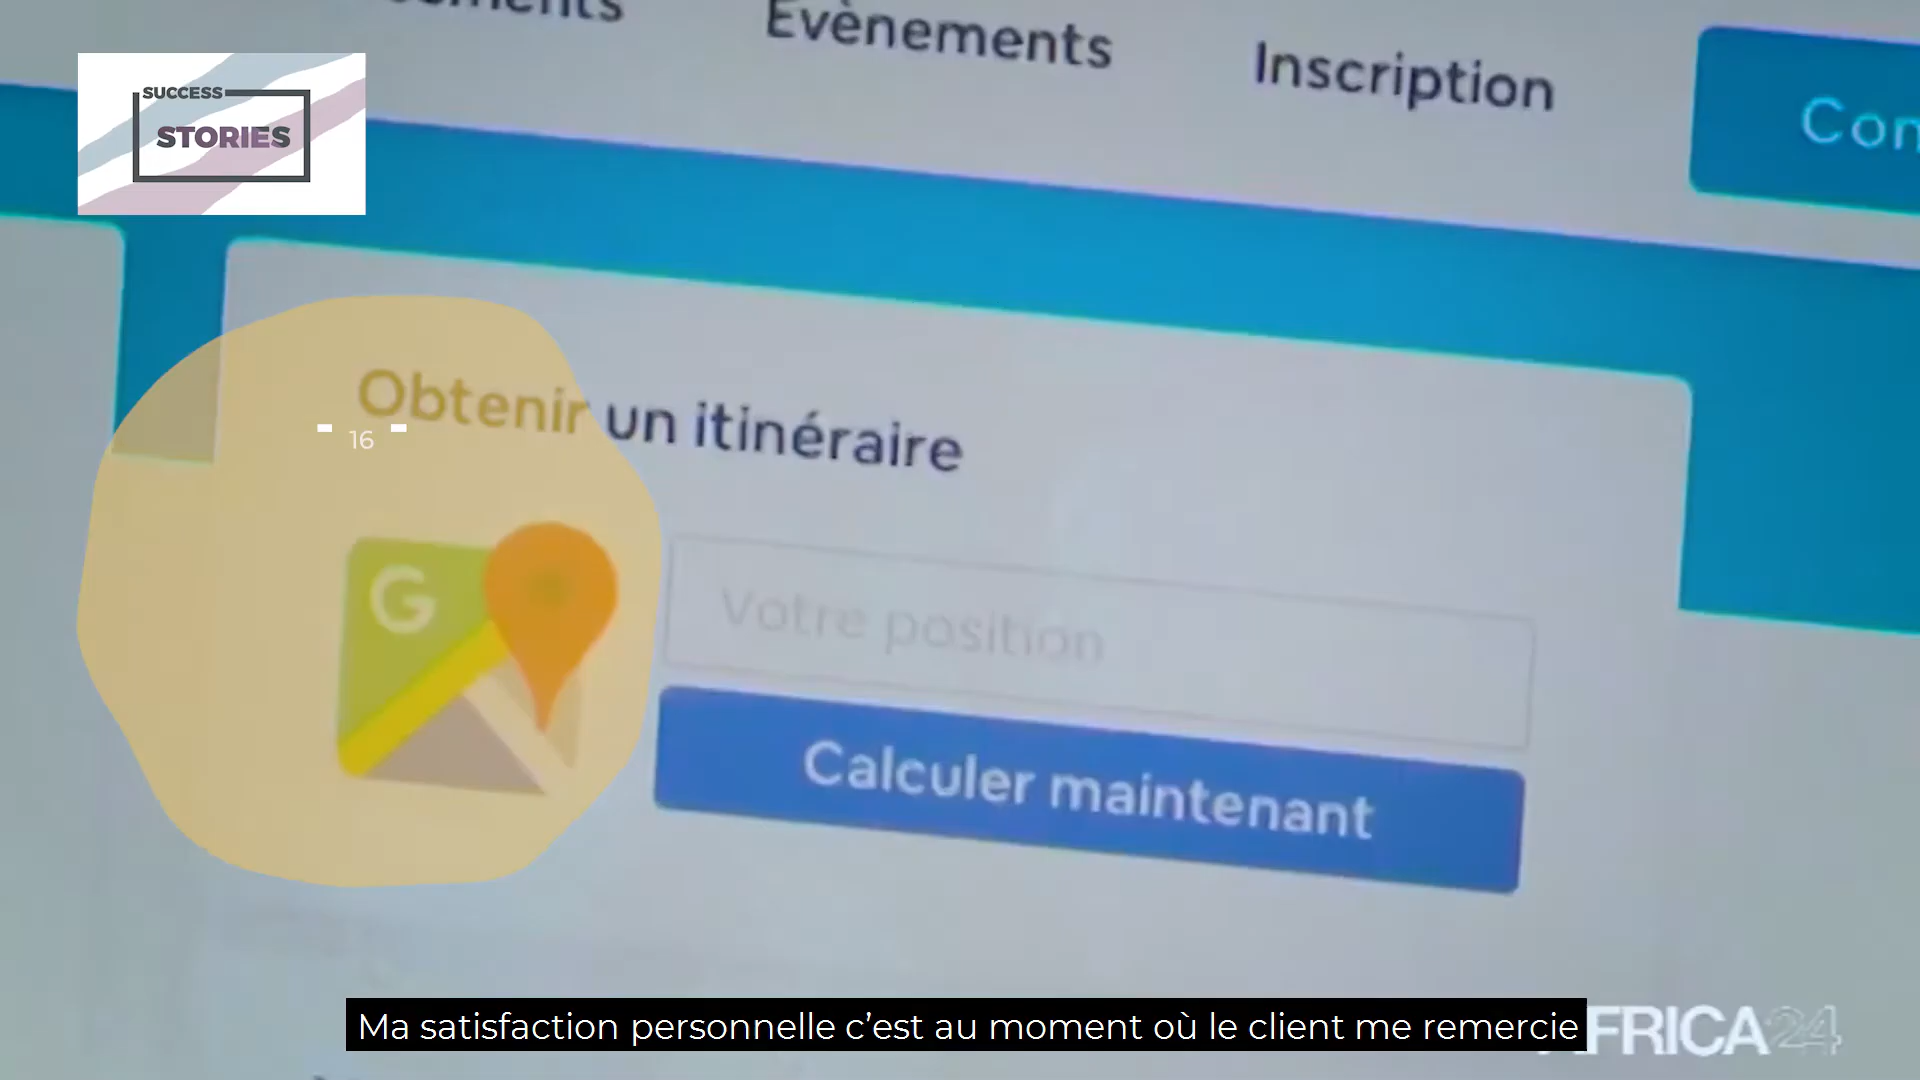 Evènements
Inscription
SUCCESS
STORIES
Obtenir un itinéraire
16
G
Votre position
Calculer maintenant
Ma satisfaction personnelle c’est au moment où le client me remercie
FRICA24